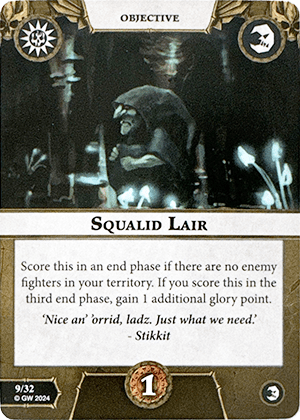 OBJECTIVE
SQUALID LAIR
Score this in an end phase if there are no enemy
fighters in your territory. If you score this in the
third end phase, gain 1 additional glory point.
‘Nice an’ ’orrid, ladz. Just what we need.’
- Stikkit
9/32
© GW 2024
1